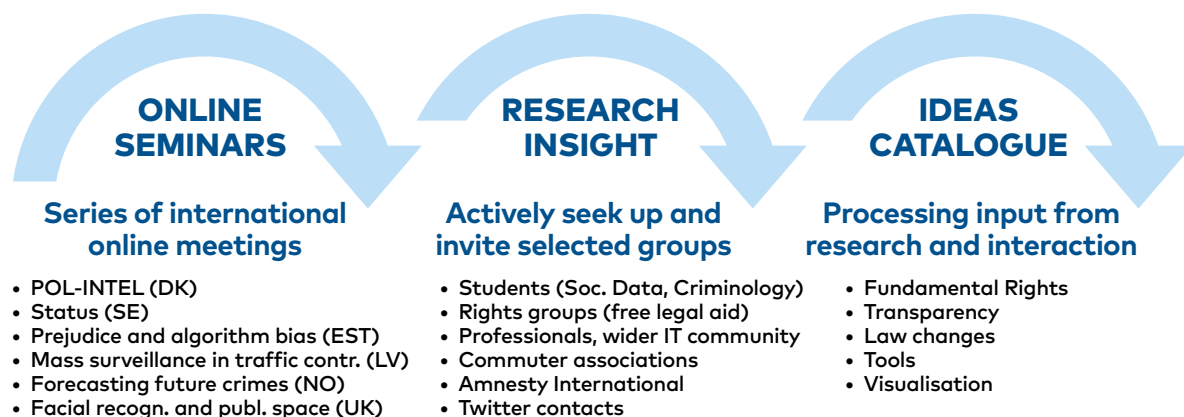 ONLINE
SEMINARS
Series of international
online meetings
• POL-INTEL (DK)
• Status (SE)
• Prejudice and algorithm bias (EST)
• Mass surveillance in traffic contr. (LV)
• Forecasting future crimes (NO)
• Facial recogn. and publ. space (UK)
RESEARCH
INSIGHT
Actively seek up and
invite selected groups
• Students (Soc. Data, Criminology)
• Rights groups (free legal aid)
• Professionals, wider IT community
• Commuter associations
• Amnesty International
• Twitter contacts
IDEAS
CATALOGUE
Processing input from
research and interaction
• Fundamental Rights
• Transparency
• Law changes
• Tools
• Visualisation